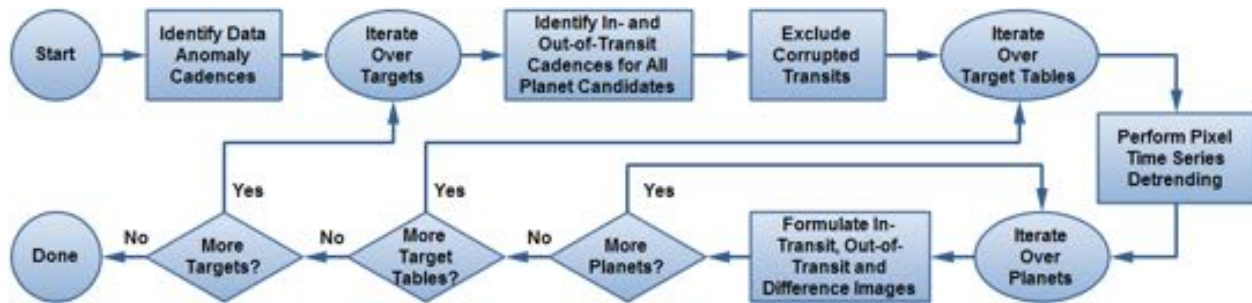 Start
Identify Data
Anomaly
Cadences
Iterate
Over
Targets
Identify In- and
Out-of-Transit
Cadences for All
Planet Candidates
Exclude
Corrupted
Transits
Iterate
Over
Target Tables
Perform Pixel
Time Series
Detrending
Iterate
Over
Planets
Formulate In-
Transit, Out-of-
Transit and
Difference Images
More
Planets?
Yes
No
More
Target
Tables?
Yes
No
More
Targets?
Yes
No
Done